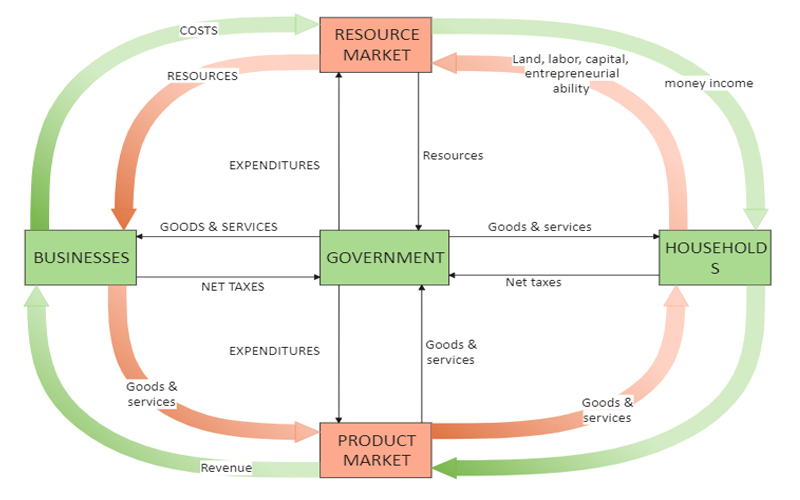 COSTS
RESOURCE
MARKET
RESOURCES
Land, labor, capital,
entrepreneurial
ability
money income
EXPENDITURES
Resources
GOODS & SERVICES
Goods & services
BUSINESSES
GOVERNMENT
HOUSEHOLD
S
NET TAXES
Net taxes
EXPENDITURES
Goods &
services
Goods &
services
Goods &
services
PRODUCT
MARKET
Revenue